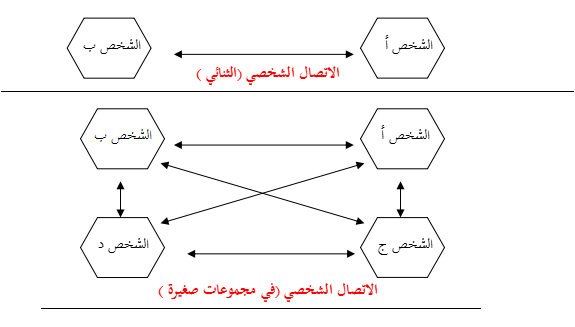 الشخص أ
الشخص ب
الاتصال الشخصي (الثنائي )
الشخص أ
الشخص ب
الشخص ج
الشخص د
الاتصال الشخصي (في مجموعات صغيرة )